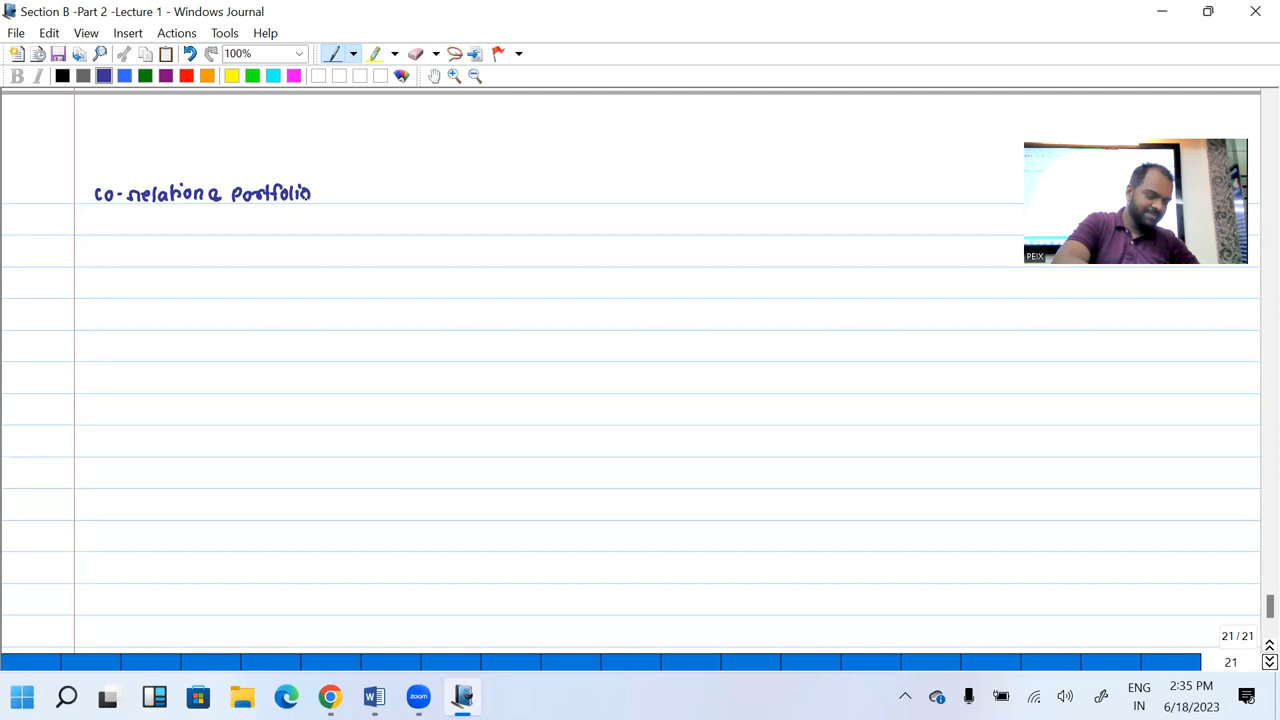 Section B -Part 2 -Lecture 1 - Windows Journal
File Edit View Insert Actions Tools Help
100%
B I
co-relation & Portfolio
PEIX
21 / 21
21
zoom
ENG
IN
2:35 PM
6/18/2023